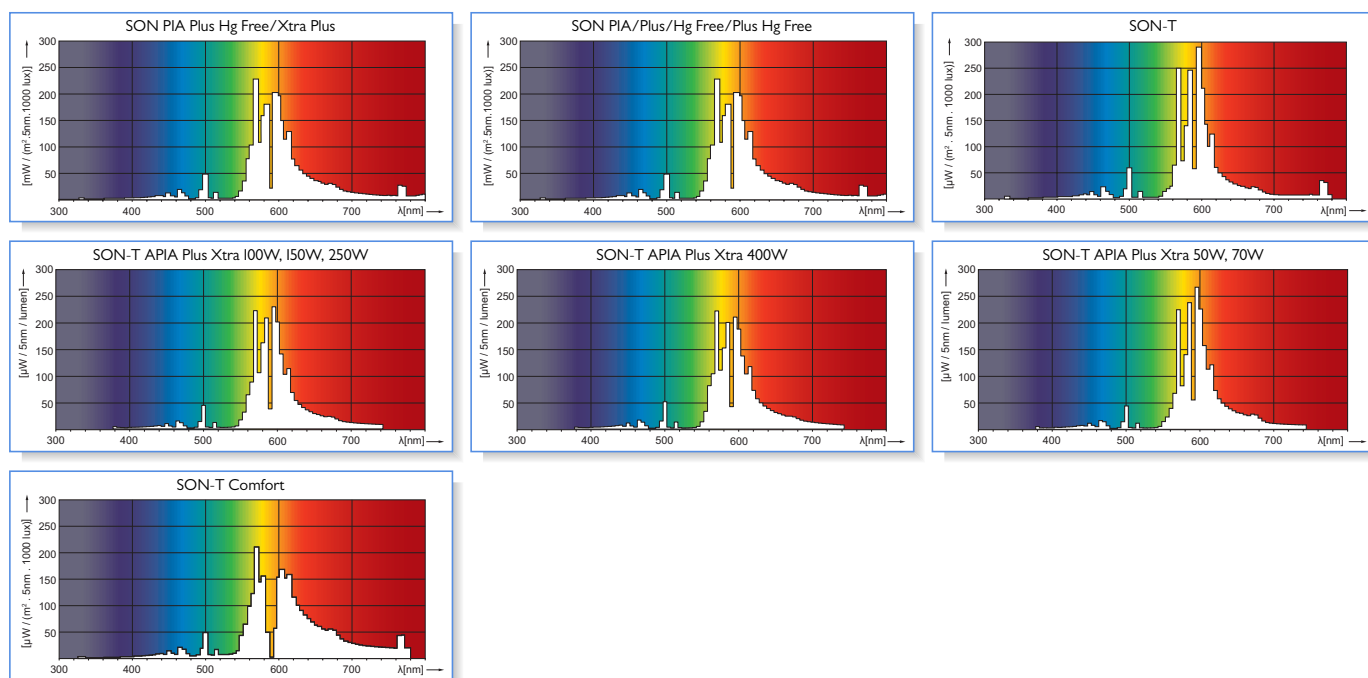 SON PIA Plus Hg Free/Xtra Plus
[mW / (m² .5nm .1000 lux)]
300
250
200
150
100
50
300 400 500 600 700 λ[nm]
SON PIA/Plus/Hg Free/Plus Hg Free
[mW / (m² .5nm .1000 lux)]
300
250
200
150
100
50
300 400 500 600 700 λ[nm]
SON-T
[µW / (m² . 5nm . 1000 lux)]
300
250
200
150
100
50
300 400 500 600 700 λ[nm]
SON-T APIA Plus Xtra 100W, 150W, 250W
[µW / 5nm / lumen]
300
250
200
150
100
50
300 400 500 600 700 λ[nm]
SON-T APIA Plus Xtra 400W
[µW / 5nm / lumen]
300
250
200
150
100
50
300 400 500 600 700 λ[nm]
SON-T APIA Plus Xtra 50W, 70W
[µW / 5nm / lumen]
300
250
200
150
100
50
300 400 500 600 700 λ[nm]
SON-T Comfort
[µW / (m² . 5nm . 1000 lux)]
300
250
200
150
100
50
300 400 500 600 700 λ[nm]